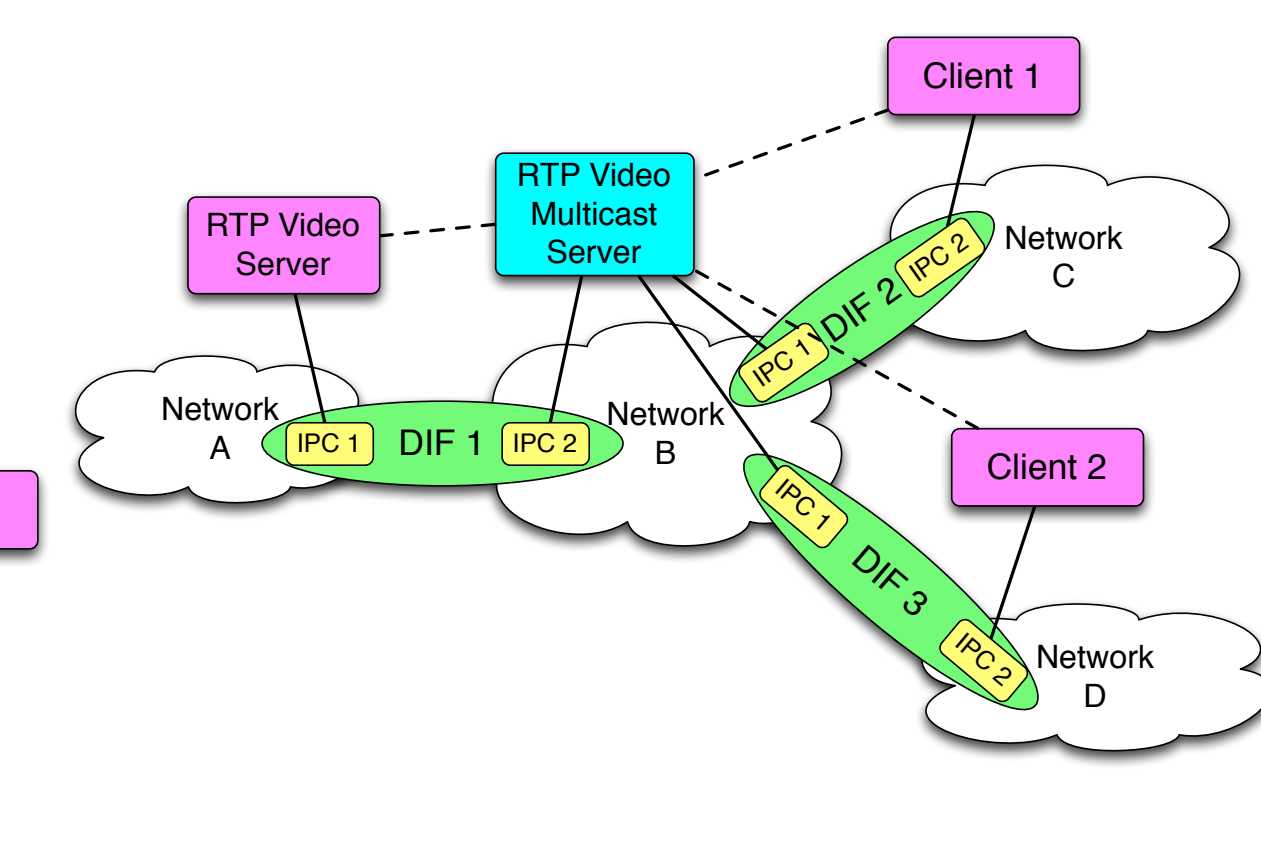 Client 1
RTP Video
Multicast
Server
RTP Video
Server
Network
C
IPC 2
DIF 2
IPC 1
Network
A
IPC 1
DIF 1
IPC 2
Network
B
Client 2
IPC 1
DIF 3
IPC 2
Network
D